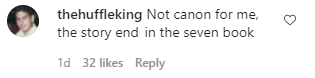 thehuffleking Not canon for me,
the story end in the seven book
1d 32 likes Reply